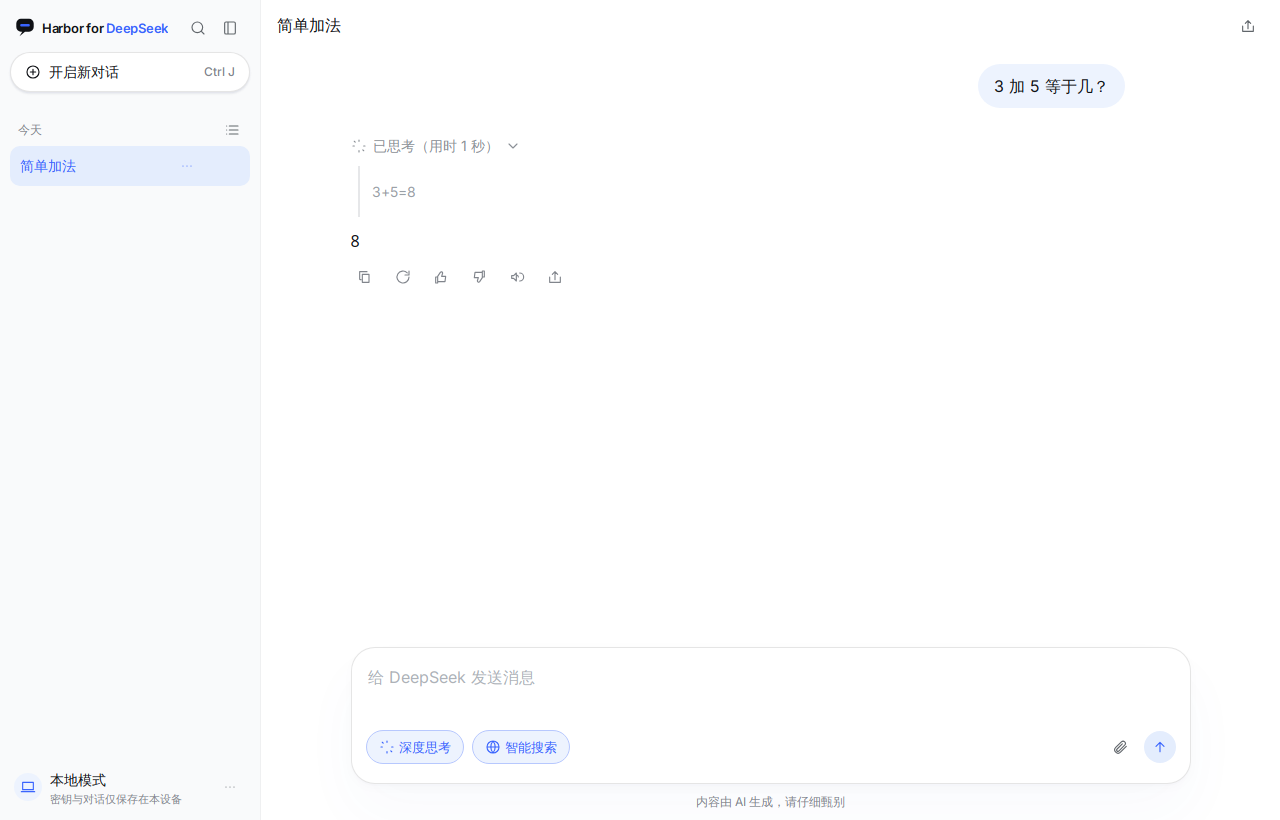 Harbor for DeepSeek
开启新对话 Ctrl J
今天
简单加法
本地模式
密钥与对话仅保存在本设备
简单加法
3 加 5 等于几？
已思考（用时 1 秒）
3+5=8
8
给 DeepSeek 发送消息
深度思考 智能搜索
内容由 AI 生成，请仔细甄别